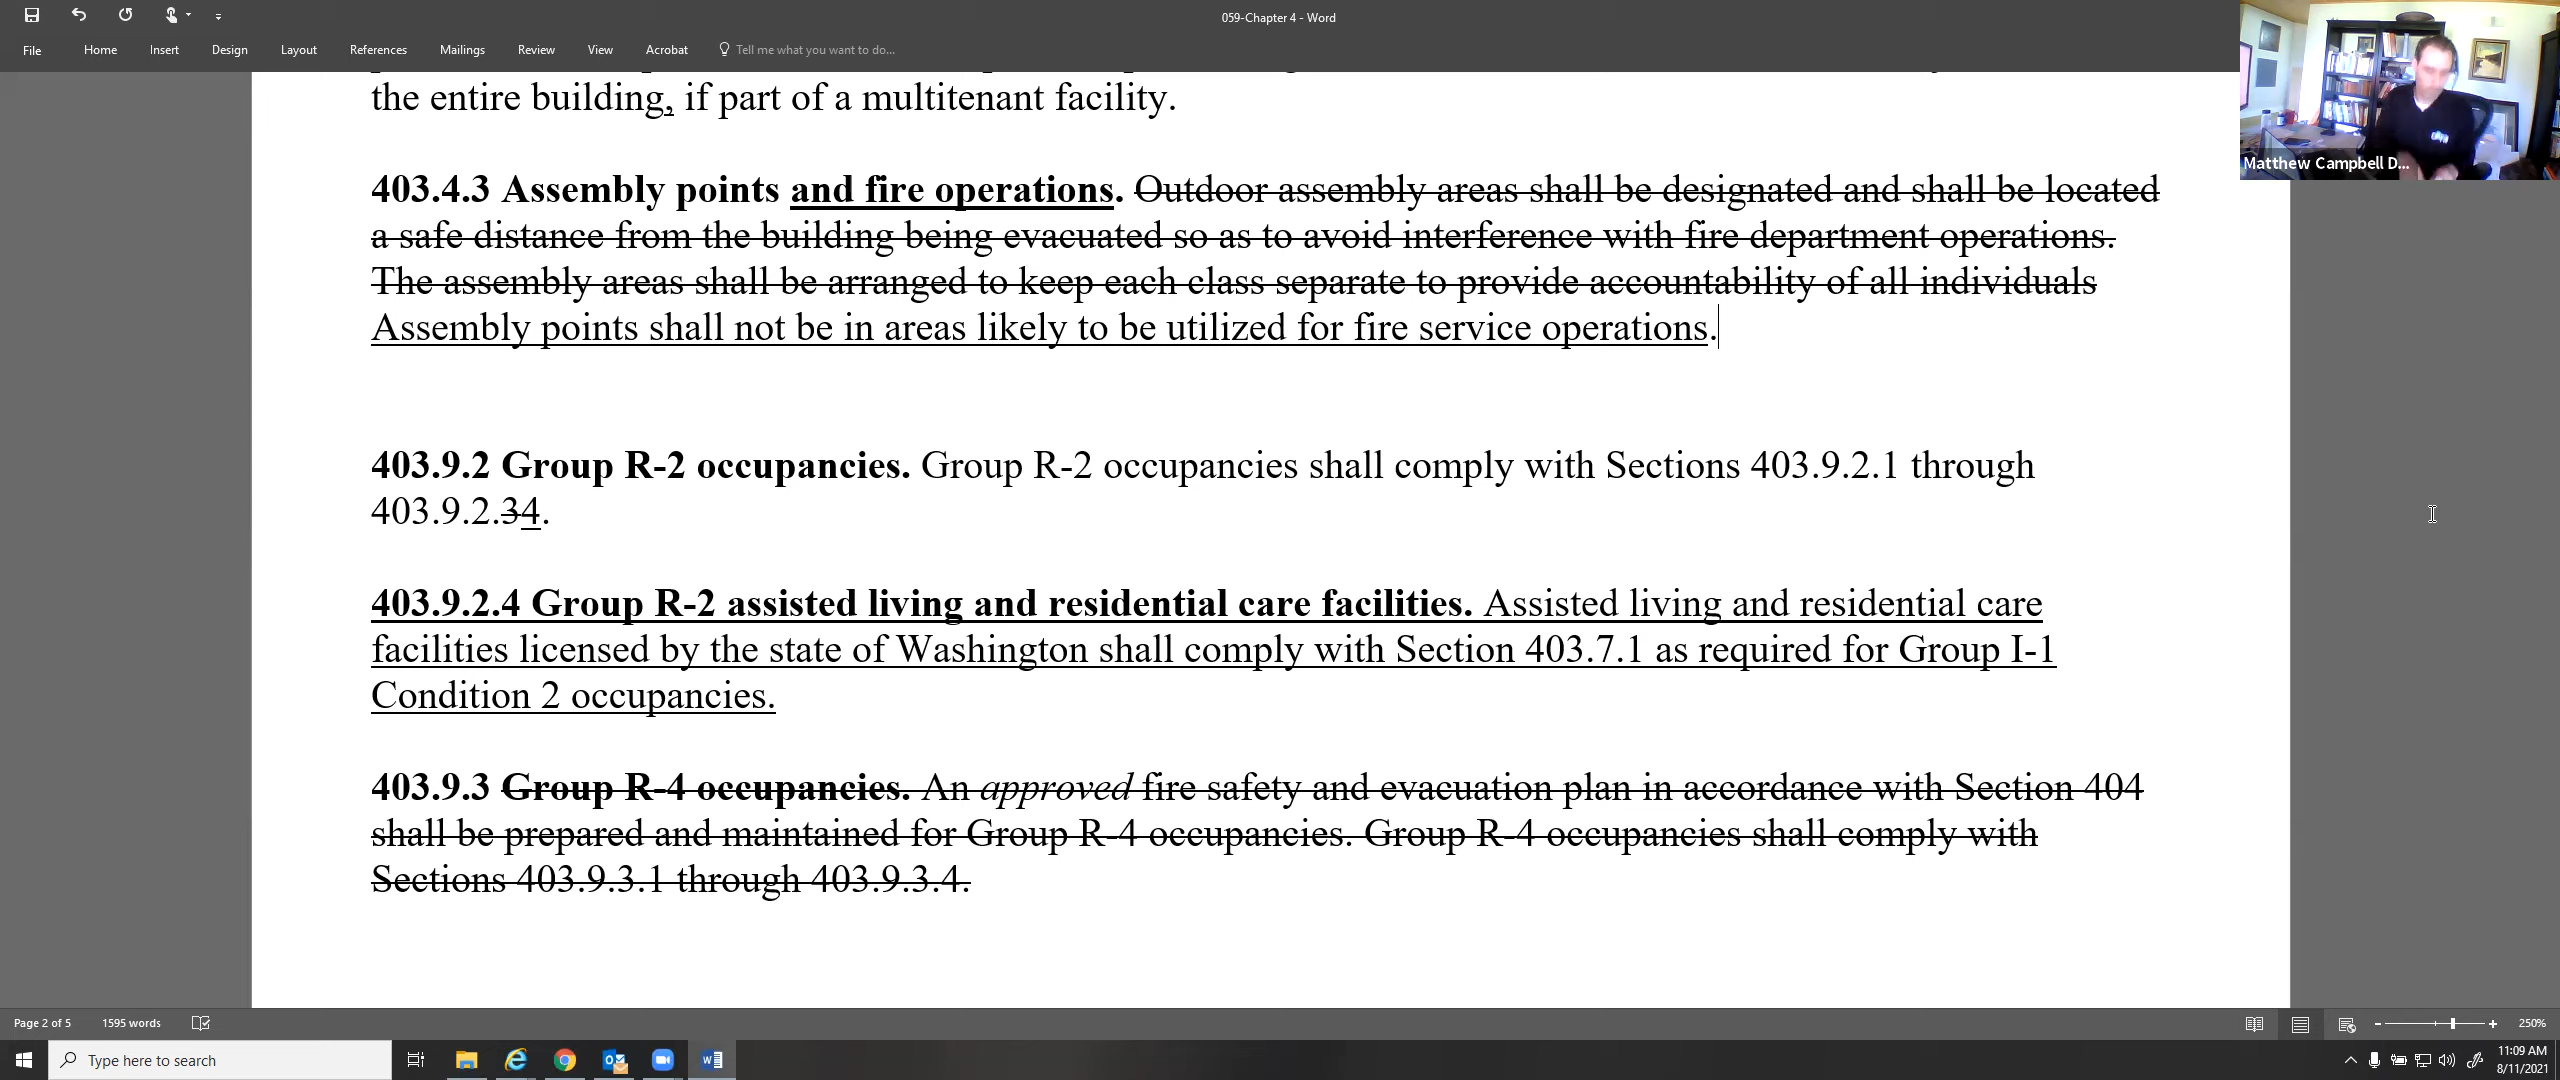 059-Chapter 4 - Word
File Home Insert Design Layout References Mailings Review View Acrobat Tell me what you want to do...
the entire building, if part of a multitenant facility.
403.4.3 Assembly points and fire operations. Outdoor assembly areas shall be designated and shall be located
a safe distance from the building being evacuated so as to avoid interference with fire department operations.
The assembly areas shall be arranged to keep each class separate to provide accountability of all individuals
Assembly points shall not be in areas likely to be utilized for fire service operations.
403.9.2 Group R-2 occupancies. Group R-2 occupancies shall comply with Sections 403.9.2.1 through
403.9.2.34.
403.9.2.4 Group R-2 assisted living and residential care facilities. Assisted living and residential care
facilities licensed by the state of Washington shall comply with Section 403.7.1 as required for Group I-1
Condition 2 occupancies.
403.9.3 Group R-4 occupancies. An approved fire safety and evacuation plan in accordance with Section 404
shall be prepared and maintained for Group R-4 occupancies. Group R-4 occupancies shall comply with
Sections 403.9.3.1 through 403.9.3.4.
Matthew Campbell D...
Page 2 of 5 1595 words 250%
Type here to search
11:09 AM
8/11/2021